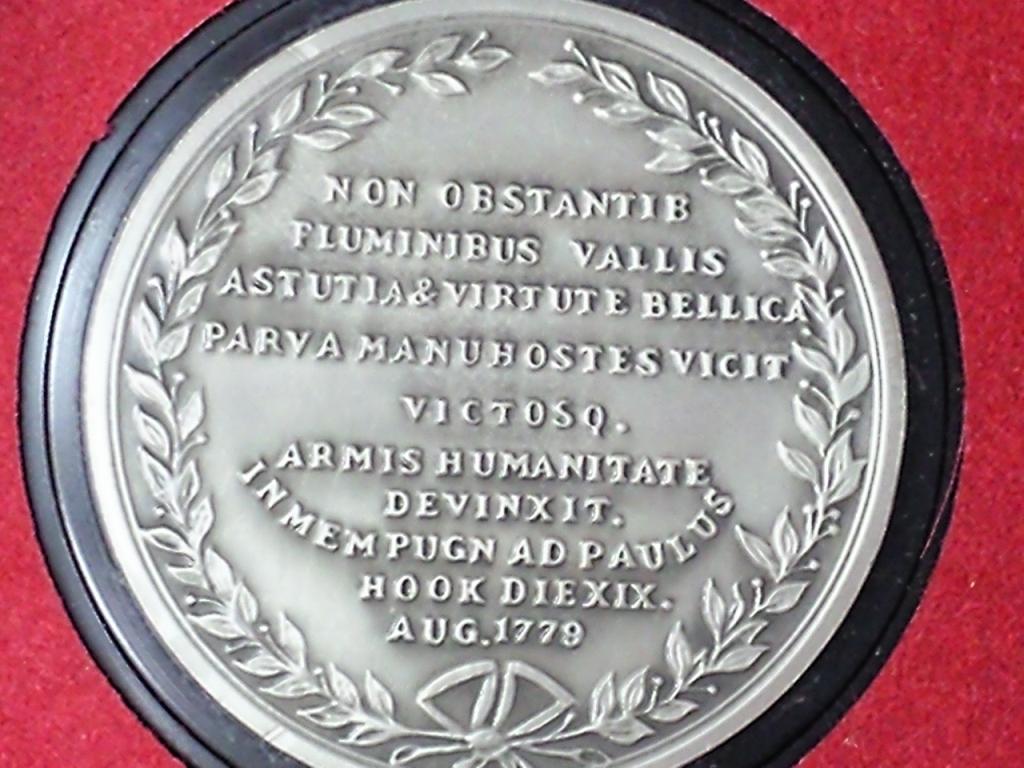 NON OBSTANTIB
FLUMINIBUS VALLIS
ASTUTIA & VIRTUTE BELLICA
PARVA MANU HOSTES VICIT
VICTOSQ.
ARMIS HUMANITATE
DEVINXIT.
IN MEM PUGN AD PAULUS
HOOK DIE XIX.
AUG. 1779